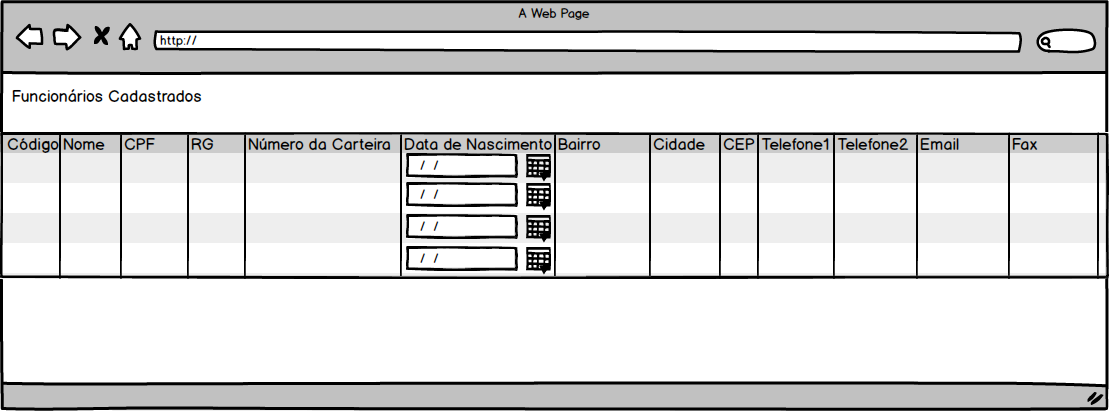 A Web Page
http://
Funcionários Cadastrados
Código Nome CPF RG Número da Carteira Data de Nascimento Bairro Cidade CEP Telefone1 Telefone2 Email Fax
/ /
/ /
/ /
/ /